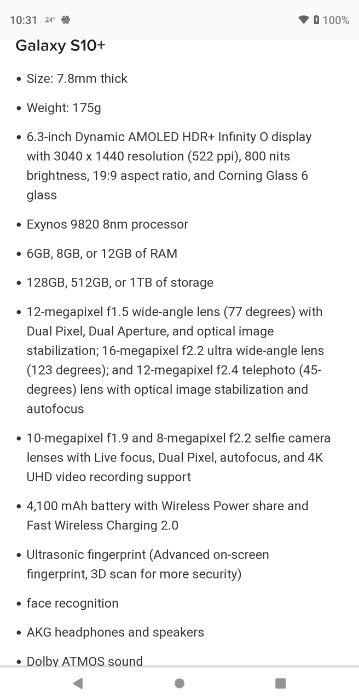 10:31 24° 100%
Galaxy S10+
• Size: 7.8mm thick
• Weight: 175g
• 6.3-inch Dynamic AMOLED HDR+ Infinity O display
with 3040 x 1440 resolution (522 ppi), 800 nits
brightness, 19:9 aspect ratio, and Corning Glass 6
glass
• Exynos 9820 8nm processor
• 6GB, 8GB, or 12GB of RAM
• 128GB, 512GB, or 1TB of storage
• 12-megapixel f1.5 wide-angle lens (77 degrees) with
Dual Pixel, Dual Aperture, and optical image
stabilization; 16-megapixel f2.2 ultra wide-angle lens
(123 degrees); and 12-megapixel f2.4 telephoto (45-
degrees) lens with optical image stabilization and
autofocus
• 10-megapixel f1.9 and 8-megapixel f2.2 selfie camera
lenses with Live focus, Dual Pixel, autofocus, and 4K
UHD video recording support
• 4,100 mAh battery with Wireless Power share and
Fast Wireless Charging 2.0
• Ultrasonic fingerprint (Advanced on-screen
fingerprint, 3D scan for more security)
• face recognition
• AKG headphones and speakers
• Dolby ATMOS sound